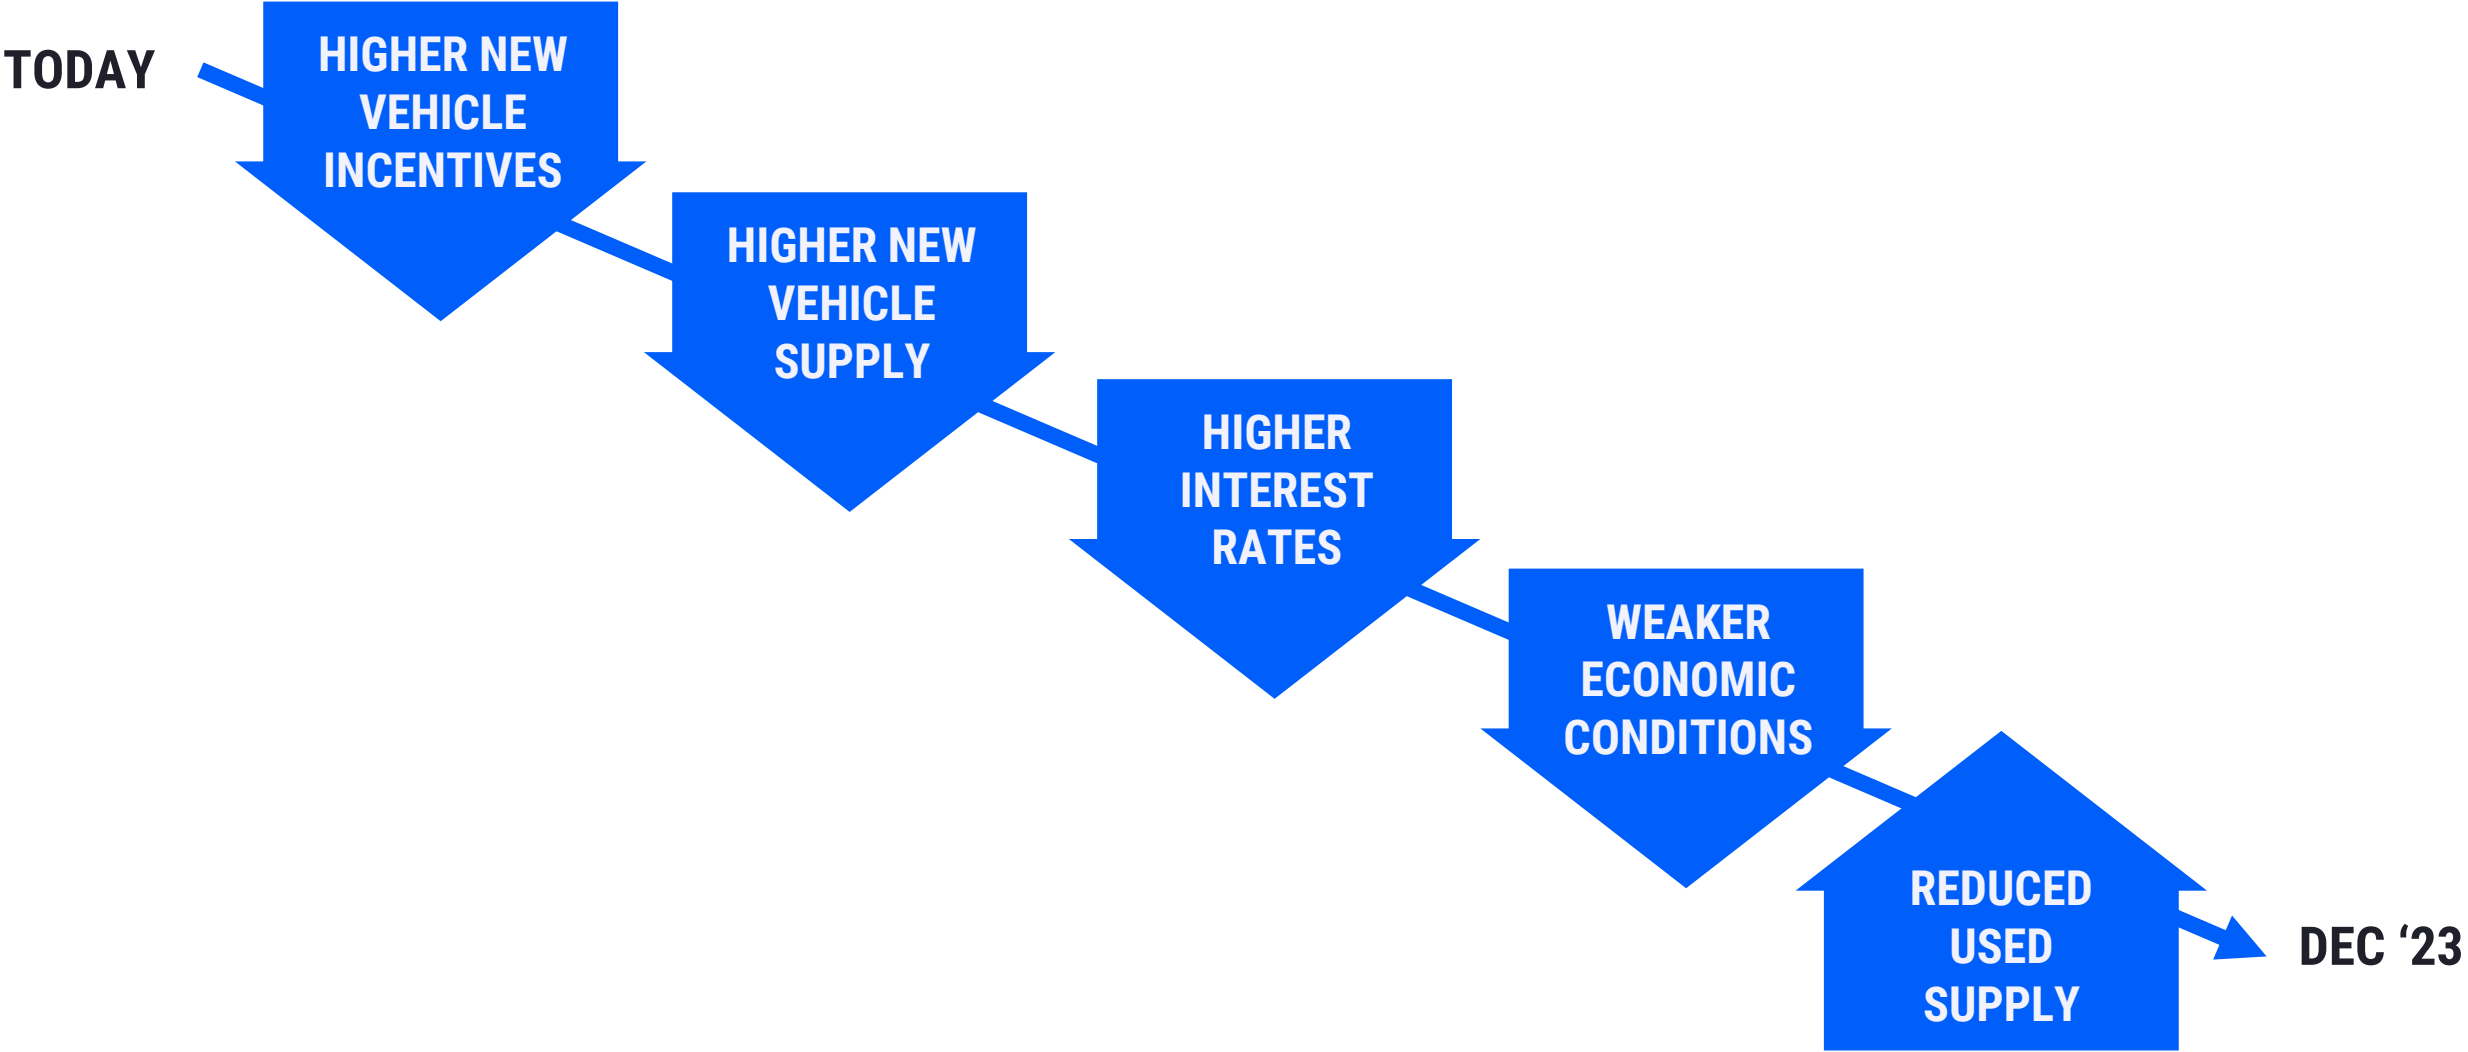 TODAY
HIGHER NEW
VEHICLE
INCENTIVES
HIGHER NEW
VEHICLE
SUPPLY
HIGHER
INTEREST
RATES
WEAKER
ECONOMIC
CONDITIONS
REDUCED
USED
SUPPLY
DEC ‘23